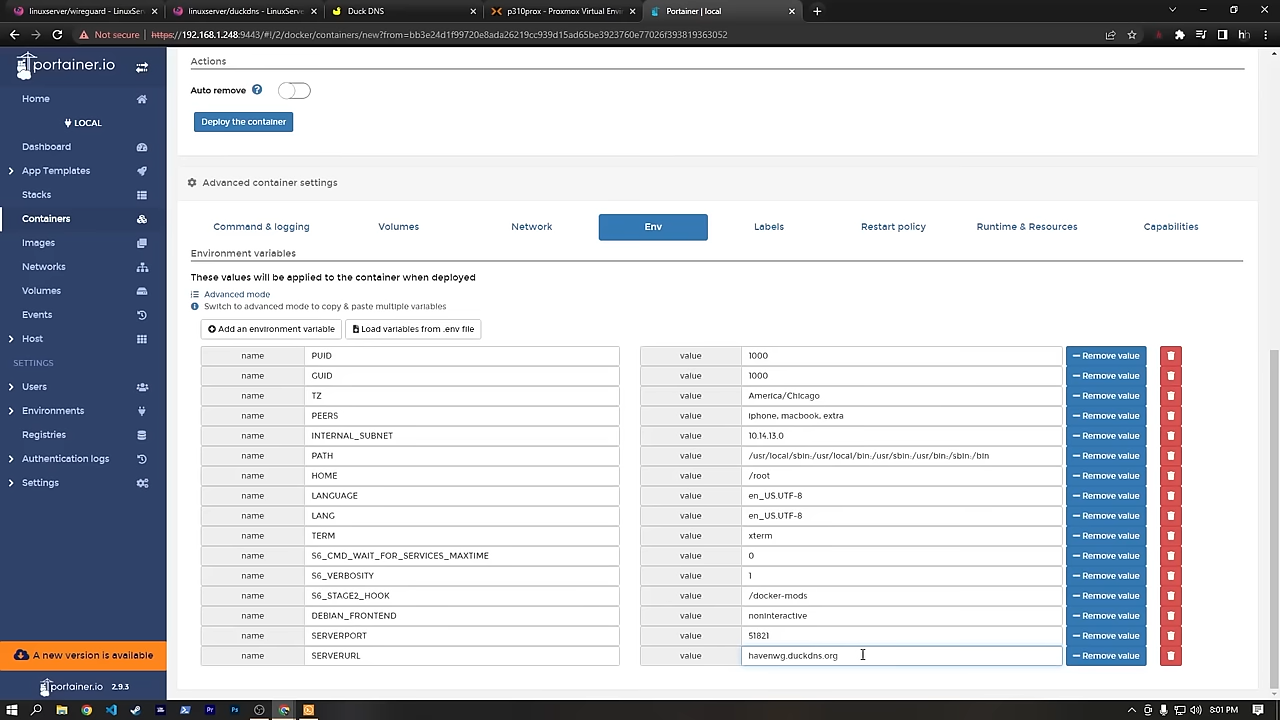 linuxserver/wireguard - LinuxServ
linuxserver/duckdns - LinuxServe
Duck DNS
p310prox - Proxmox Virtual Envir
Portainer | local
Not secure
https://192.168.1.248:9443/#!/2/docker/containers/new?from=bb3e24d1f99720e8ada26219cc939d15ad65be3923760e77026f393819363052
portainer.io
Home
LOCAL
Dashboard
App Templates
Stacks
Containers
Images
Networks
Volumes
Events
Host
SETTINGS
Users
Environments
Registries
Authentication logs
Settings
A new version is available
portainer.io 2.9.3
Actions
Auto remove
Deploy the container
Advanced container settings
Command & logging Volumes Network Env Labels Restart policy Runtime & Resources Capabilities
Environment variables
These values will be applied to the container when deployed
Advanced mode
Switch to advanced mode to copy & paste multiple variables
Add an environment variable Load variables from .env file
name PUID value 1000 Remove value
name GUID value 1000 Remove value
name TZ value America/Chicago Remove value
name PEERS value iphone, macbook, extra Remove value
name INTERNAL_SUBNET value 10.14.13.0 Remove value
name PATH value /usr/local/sbin:/usr/local/bin:/usr/sbin:/usr/bin:/sbin:/bin Remove value
name HOME value /root Remove value
name LANGUAGE value en_US.UTF-8 Remove value
name LANG value en_US.UTF-8 Remove value
name TERM value xterm Remove value
name S6_CMD_WAIT_FOR_SERVICES_MAXTIME value 0 Remove value
name S6_VERBOSITY value 1 Remove value
name S6_STAGE2_HOOK value /docker-mods Remove value
name DEBIAN_FRONTEND value noninteractive Remove value
name SERVERPORT value 51821 Remove value
name SERVERURL value havenwg.duckdns.org Remove value
8:01 PM